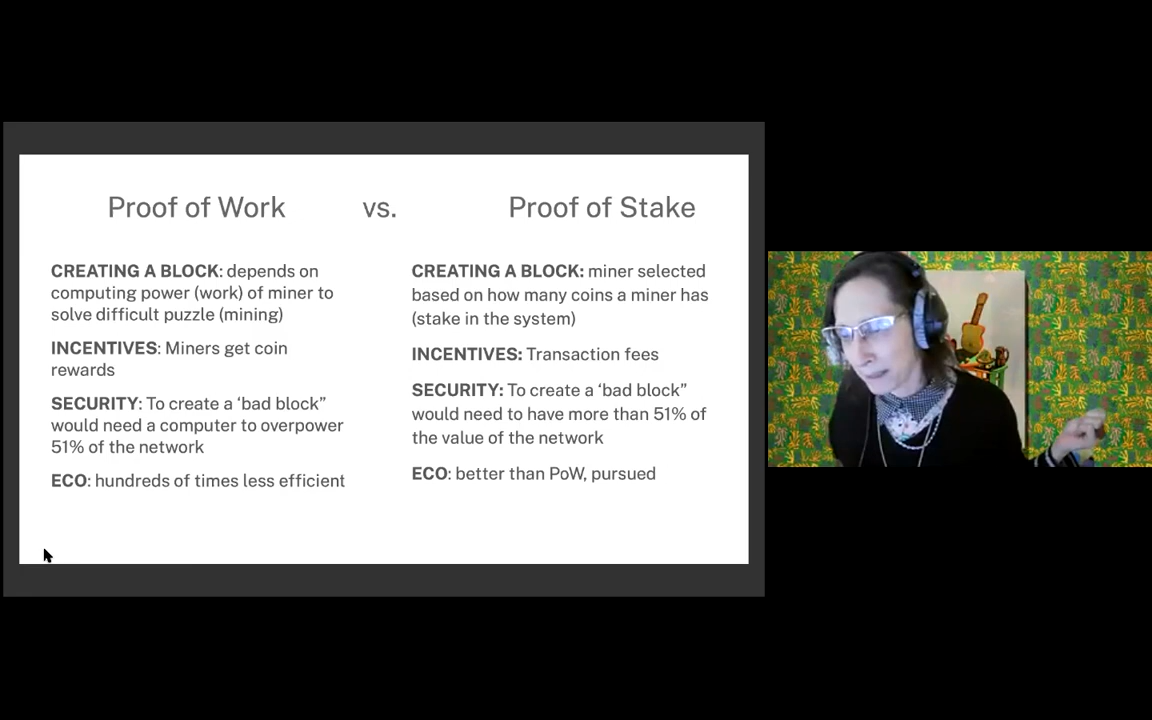 Proof of Work vs. Proof of Stake
CREATING A BLOCK: depends on
computing power (work) of miner to
solve difficult puzzle (mining)
INCENTIVES: Miners get coin
rewards
SECURITY: To create a ‘bad block”
would need a computer to overpower
51% of the network
ECO: hundreds of times less efficient
CREATING A BLOCK: miner selected
based on how many coins a miner has
(stake in the system)
INCENTIVES: Transaction fees
SECURITY: To create a ‘bad block”
would need to have more than 51% of
the value of the network
ECO: better than PoW, pursued